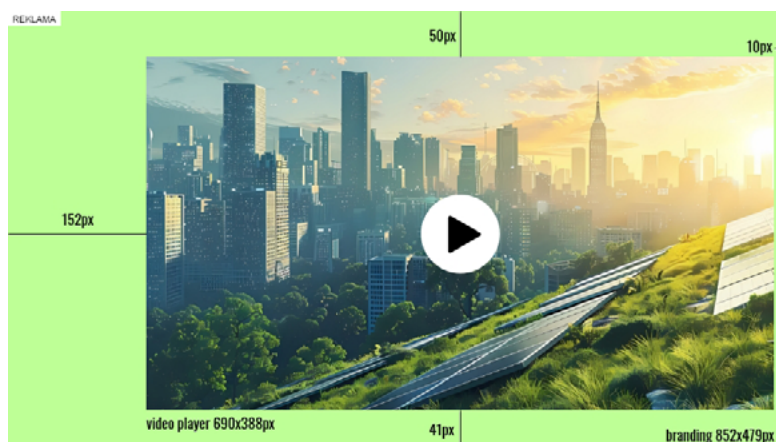 REKLAMA
50px
10px
152px
video player 690x388px
41px
branding 852x479px